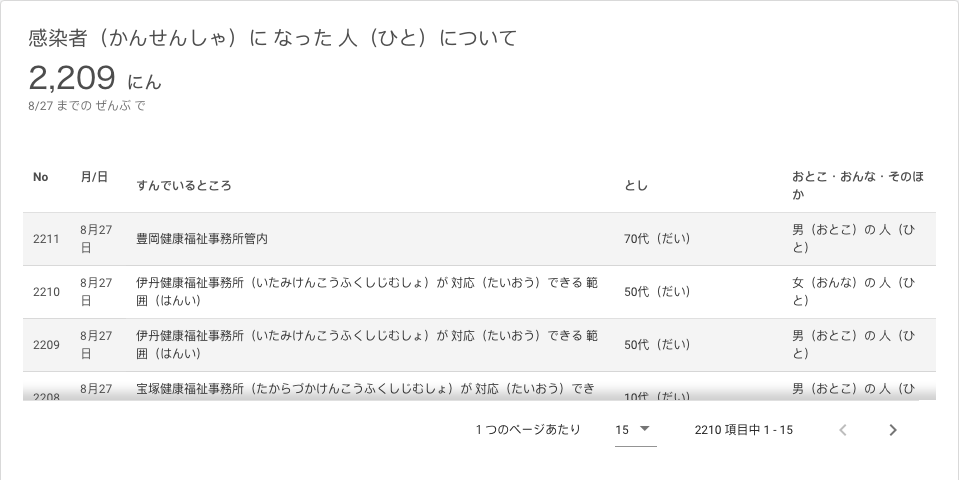 感染者（かんせんしゃ）に なった 人（ひと）について
2,209 にん
8/27 までの ぜんぶ で
No 月/日 すんでいるところ とし おとこ・おんな・そのほ
か
2211 8月27
日 豊岡健康福祉事務所管内 70代（だい） 男（おとこ）の 人（ひ
と）
2210 8月27
日 伊丹健康福祉事務所（いたみけんこうふくしじむしょ）が 対応（たいおう）できる 範
囲（はんい） 50代（だい） 女（おんな）の 人（ひ
と）
2209 8月27
日 伊丹健康福祉事務所（いたみけんこうふくしじむしょ）が 対応（たいおう）できる 範
囲（はんい） 50代（だい） 男（おとこ）の 人（ひ
と）
2208 8月27 宝塚健康福祉事務所（たからづかけんこうふくしじむしょ）が 対応（たいおう）でき 10代（だい） 男（おとこ）の 人（ひ
1 つのページあたり 15 2210 項目中 1 - 15